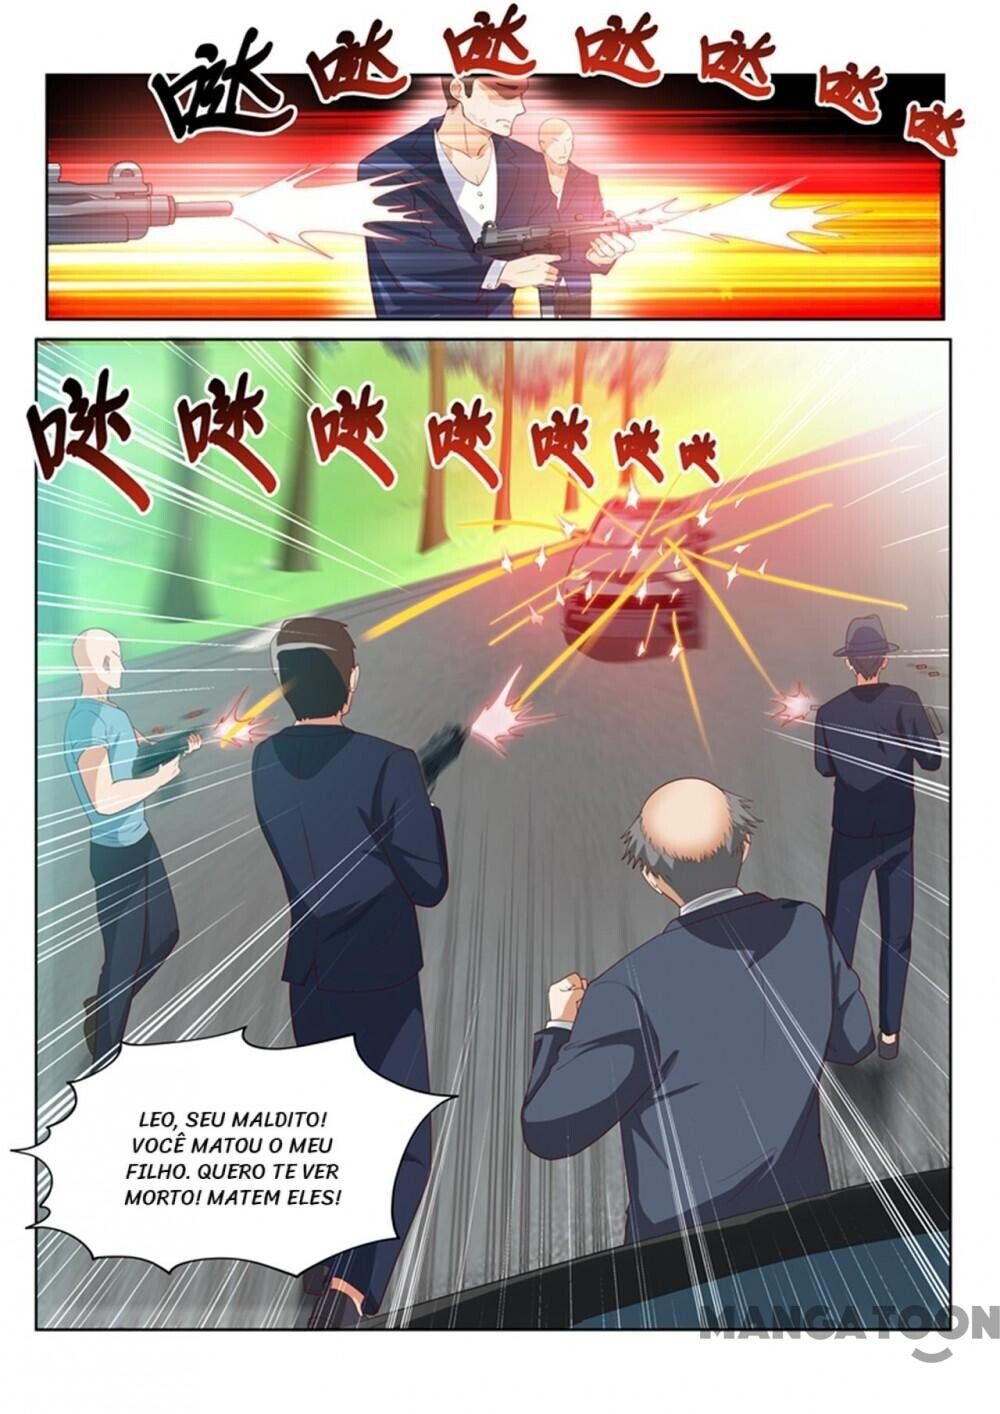 哒 哒 哒 哒 哒 哒 哒
哒 哒 哒 哒 哒 哒 哒
LEO, SEU MALDITO!
VOCÊ MATOU O MEU
FILHO. QUERO TE VER
MORTO! MATEM ELES!
MANGATOON